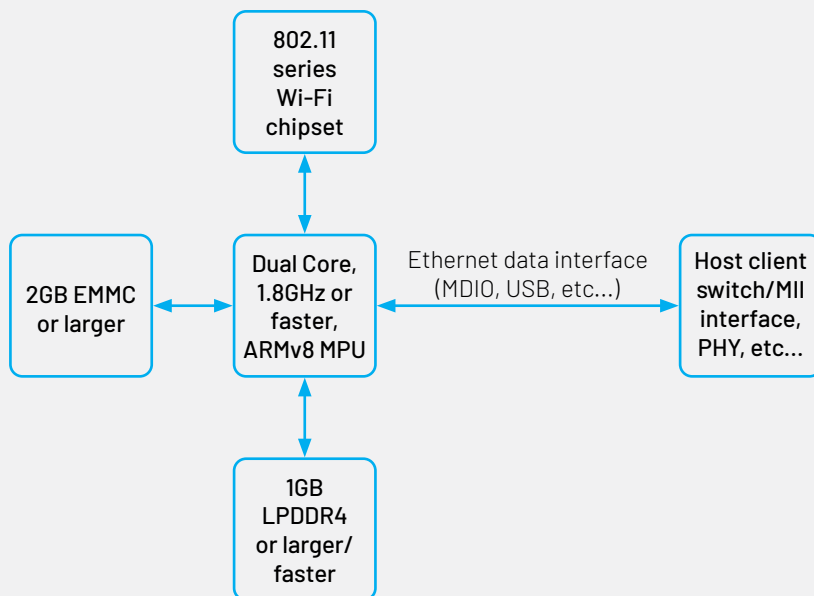 802.11
series
Wi-Fi
chipset
2GB EMMC
or larger
Dual Core,
1.8GHz or
faster,
ARMv8 MPU
Ethernet data interface
(MDIO, USB, etc...)
Host client
switch/MII
interface,
PHY, etc...
1GB
LPDDR4
or larger/
faster